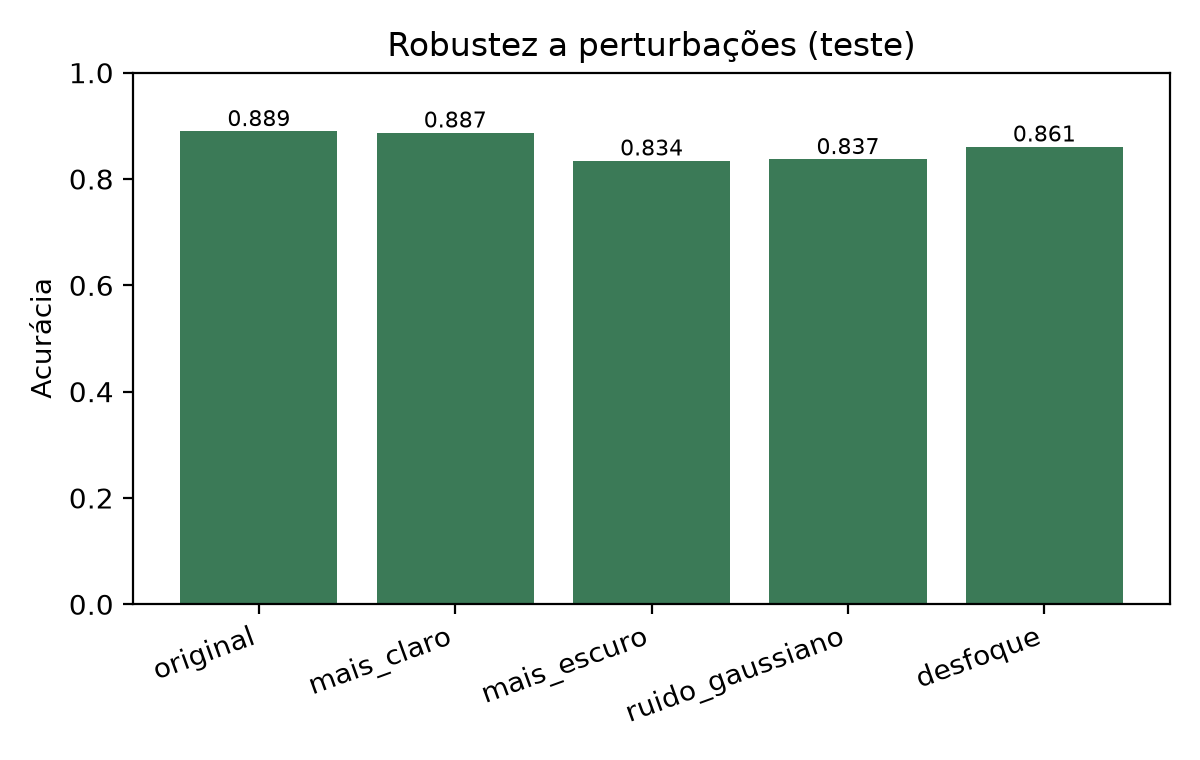 Robustez a perturbações (teste)
1.0
0.8
0.6
0.4
0.2
0.0
Acurácia
0.889
0.887
0.834
0.837
0.861
original
mais_claro
mais_escuro
ruido_gaussiano
desfoque